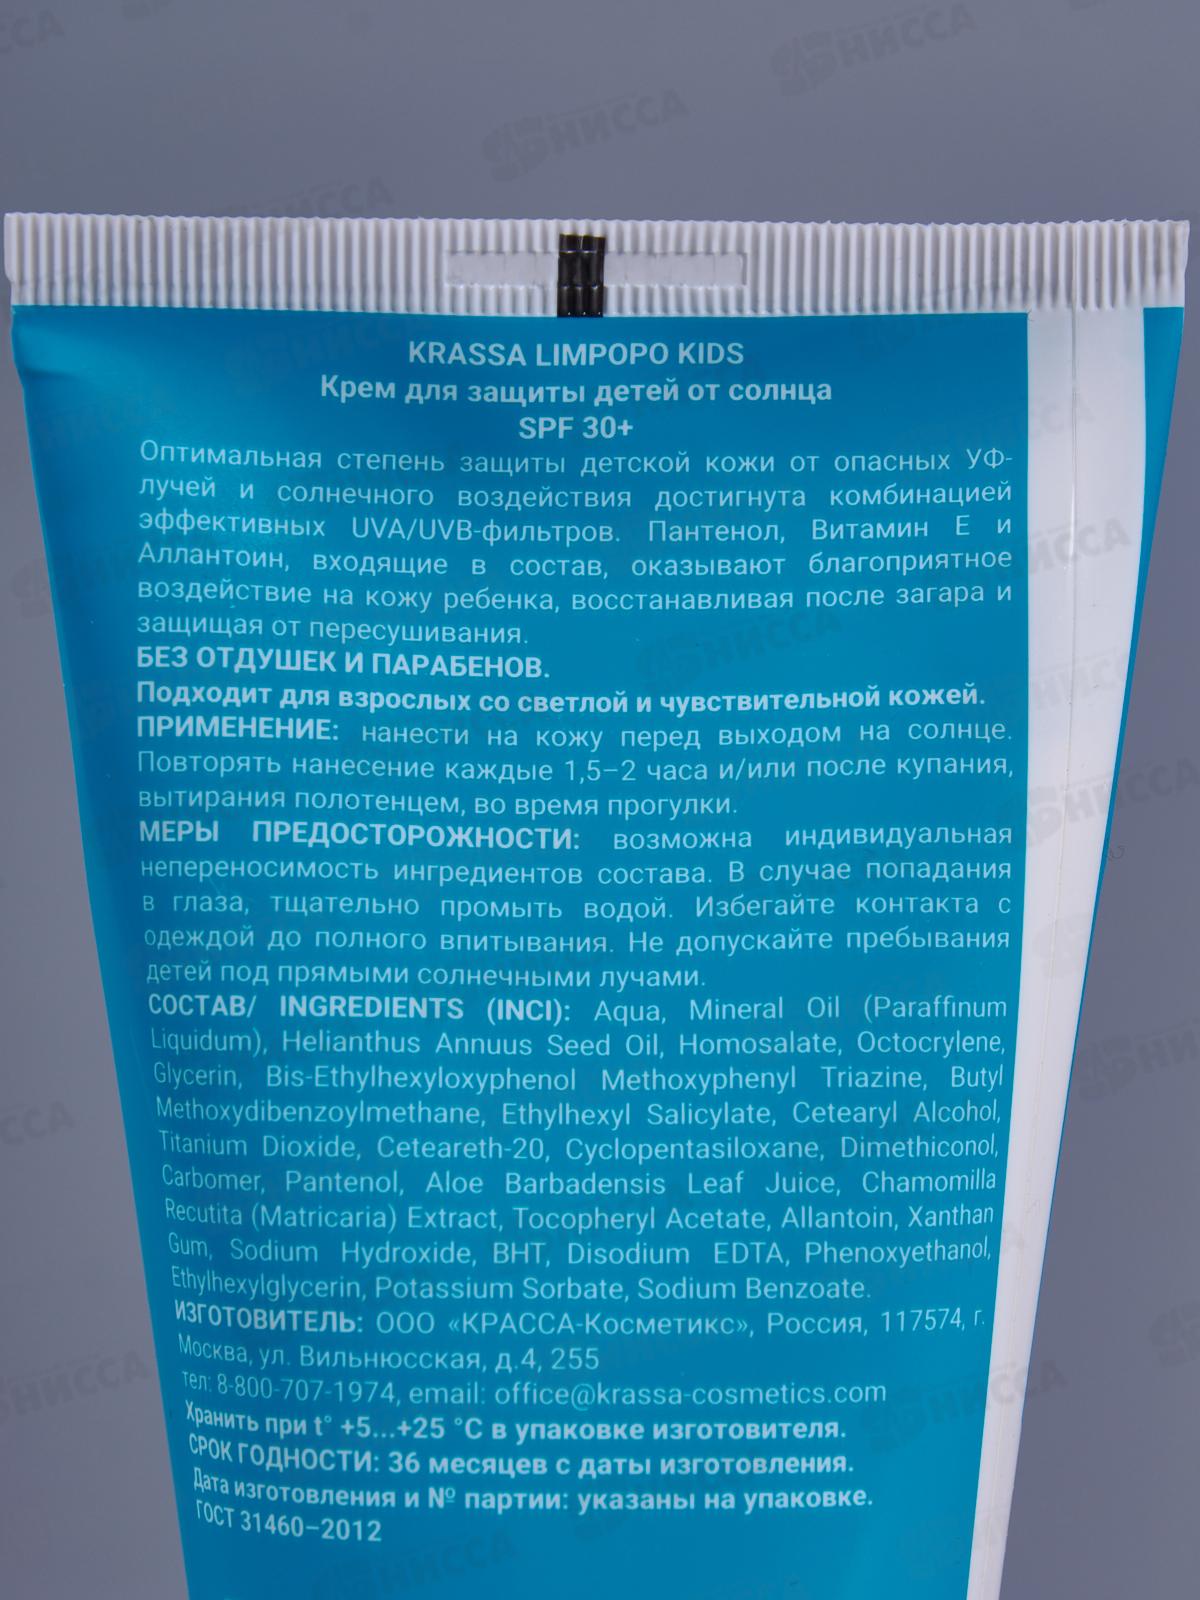 KRASSA LIMPOPO KIDS
Крем для защиты детей от солнца
SPF 30+
Оптимальная степень защиты детской кожи от опасных УФ-
лучей и солнечного воздействия достигнута комбинацией
эффективных UVA/UVB-фильтров. Пантенол, Витамин Е и
Аллантоин, входящие в состав, оказывают благоприятное
воздействие на кожу ребенка, восстанавливая после загара и
защищая от пересушивания.
БЕЗ ОТДУШЕК И ПАРАБЕНОВ.
Подходит для взрослых со светлой и чувствительной кожей.
ПРИМЕНЕНИЕ: нанести на кожу перед выходом на солнце.
Повторять нанесение каждые 1,5–2 часа и/или после купания,
вытирания полотенцем, во время прогулки.
МЕРЫ ПРЕДОСТОРОЖНОСТИ: возможна индивидуальная
непереносимость ингредиентов состава. В случае попадания
в глаза, тщательно промыть водой. Избегайте контакта с
одеждой до полного впитывания. Не допускайте пребывания
детей под прямыми солнечными лучами.
СОСТАВ/ INGREDIENTS (INCI): Aqua, Mineral Oil (Paraffinum
Liquidum), Helianthus Annuus Seed Oil, Homosalate, Octocrylene,
Glycerin, Bis-Ethylhexyloxyphenol Methoxyphenyl Triazine, Butyl
Methoxydibenzoylmethane, Ethylhexyl Salicylate, Cetearyl Alcohol,
Titanium Dioxide, Ceteareth-20, Cyclopentasiloxane, Dimethiconol,
Carbomer, Pantenol, Aloe Barbadensis Leaf Juice, Chamomilla
Recutita (Matricaria) Extract, Tocopheryl Acetate, Allantoin, Xanthan
Gum, Sodium Hydroxide, BHT, Disodium EDTA, Phenoxyethanol,
Ethylhexylglycerin, Potassium Sorbate, Sodium Benzoate.
ИЗГОТОВИТЕЛЬ: ООО «КРАССА-Косметикс», Россия, 117574, г.
Москва, ул. Вильнюсская, д.4, 255
тел: 8-800-707-1974, email: office@krassa-cosmetics.com
Хранить при t° +5...+25 °C в упаковке изготовителя.
СРОК ГОДНОСТИ: 36 месяцев с даты изготовления.
Дата изготовления и № партии: указаны на упаковке.
ГОСТ 31460–2012